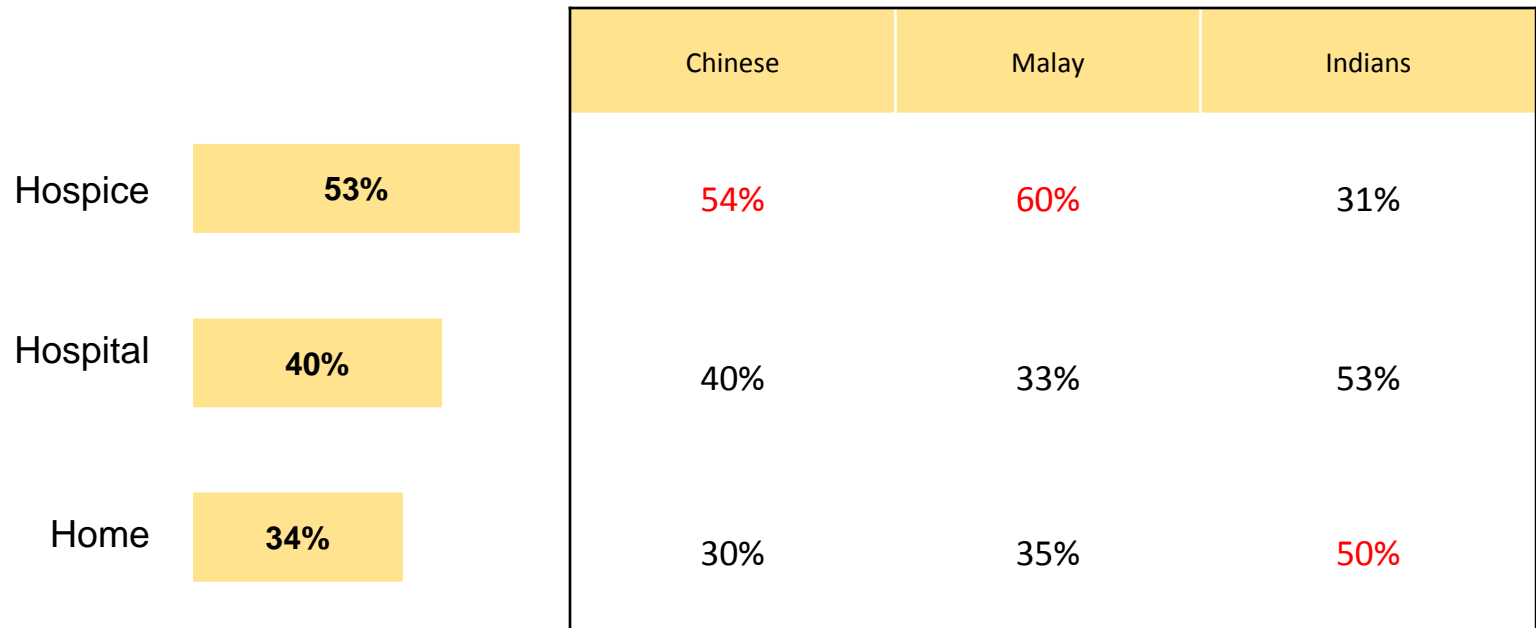 Chinese Malay Indians
Hospice 53% 54% 60% 31%
Hospital 40% 40% 33% 53%
Home 34% 30% 35% 50%